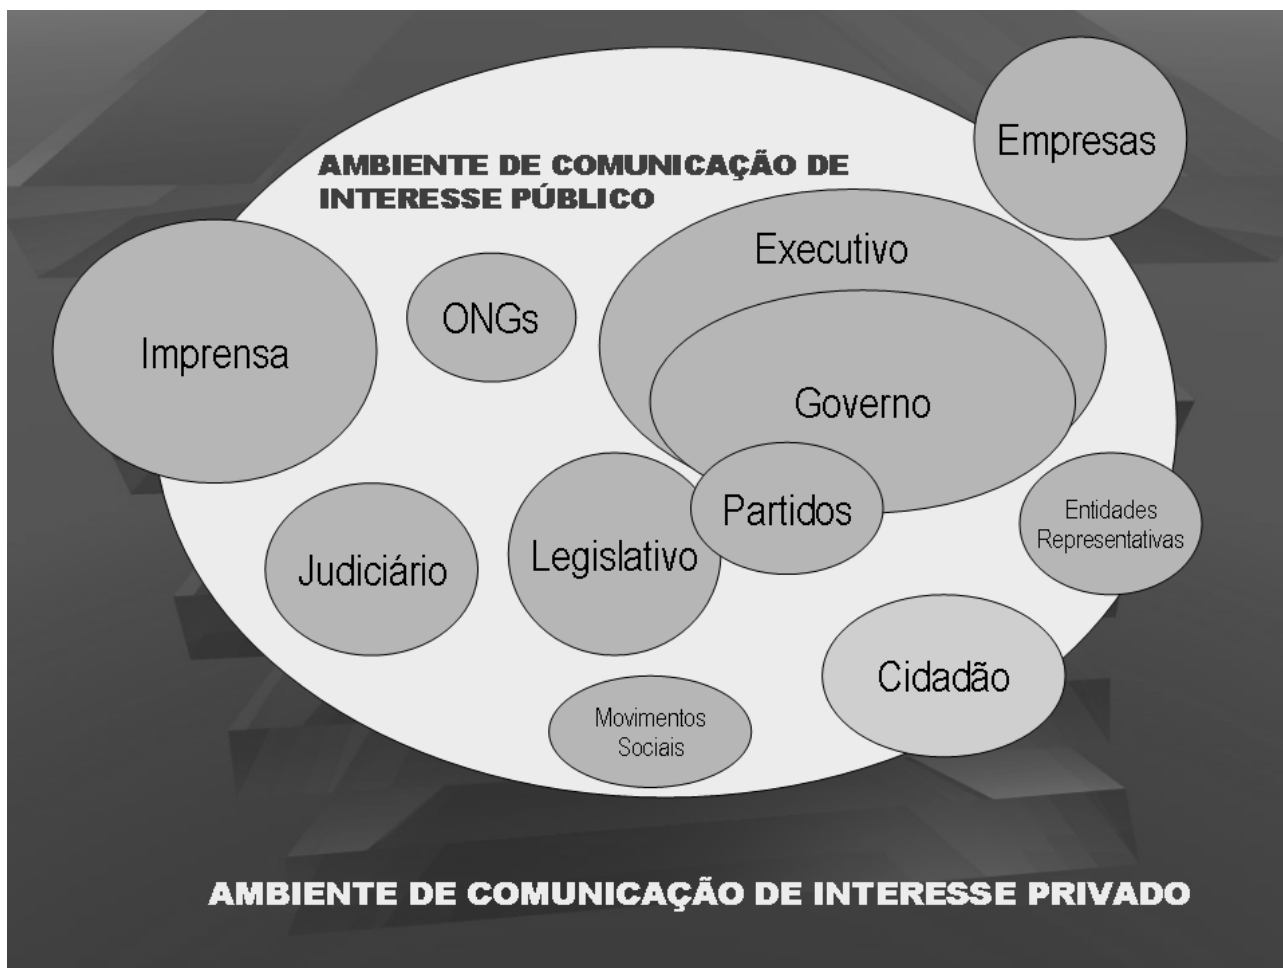 Empresas
AMBIENTE DE COMUNICAÇÃO DE
INTERESSE PÚBLICO
Executivo
ONGs
Imprensa
Governo
Partidos
Entidades
Representativas
Legislativo
Judiciário
Cidadão
Movimentos
Sociais
AMBIENTE DE COMUNICAÇÃO DE INTERESSE PRIVADO